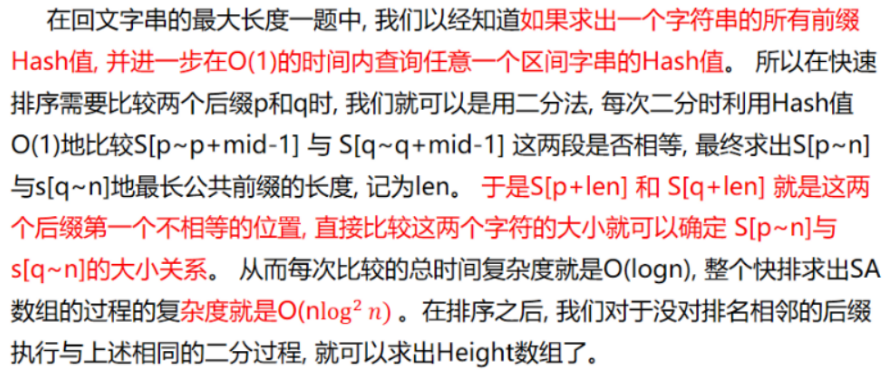 在回文字串的最大长度一题中, 我们以经知道如果求出一个字符串的所有前缀
Hash值, 并进一步在O(1)的时间内查询任意一个区间字串的Hash值。 所以在快速
排序需要比较两个后缀p和q时, 我们就可以是用二分法, 每次二分时利用Hash值
O(1)地比较S[p~p+mid-1] 与 S[q~q+mid-1] 这两段是否相等, 最终求出S[p~n]
与s[q~n]地最长公共前缀的长度, 记为len。 于是S[p+len] 和 S[q+len] 就是这两
个后缀第一个不相等的位置, 直接比较这两个字符的大小就可以确定 S[p~n]与
s[q~n]的大小关系。 从而每次比较的总时间复杂度就是O(logn), 整个快排求出SA
数组的过程的复杂度就是O(nlog² n) 。在排序之后, 我们对于没对排名相邻的后缀
执行与上述相同的二分过程, 就可以求出Height数组了。